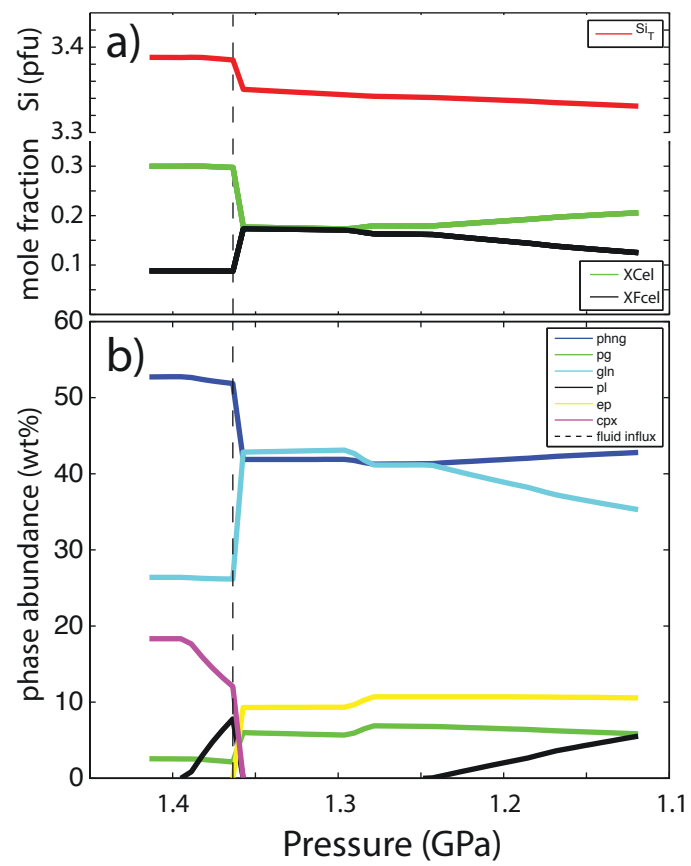 a)
Si (pfu)
3.4
3.3
Si_T
mole fraction
0.3
0.2
0.1
XCel
XFcel
b)
phase abundance (wt%)
60
50
40
30
20
10
0
phng
pg
gln
pl
ep
cpx
fluid influx
1.4
1.3
1.2
1.1
Pressure (GPa)